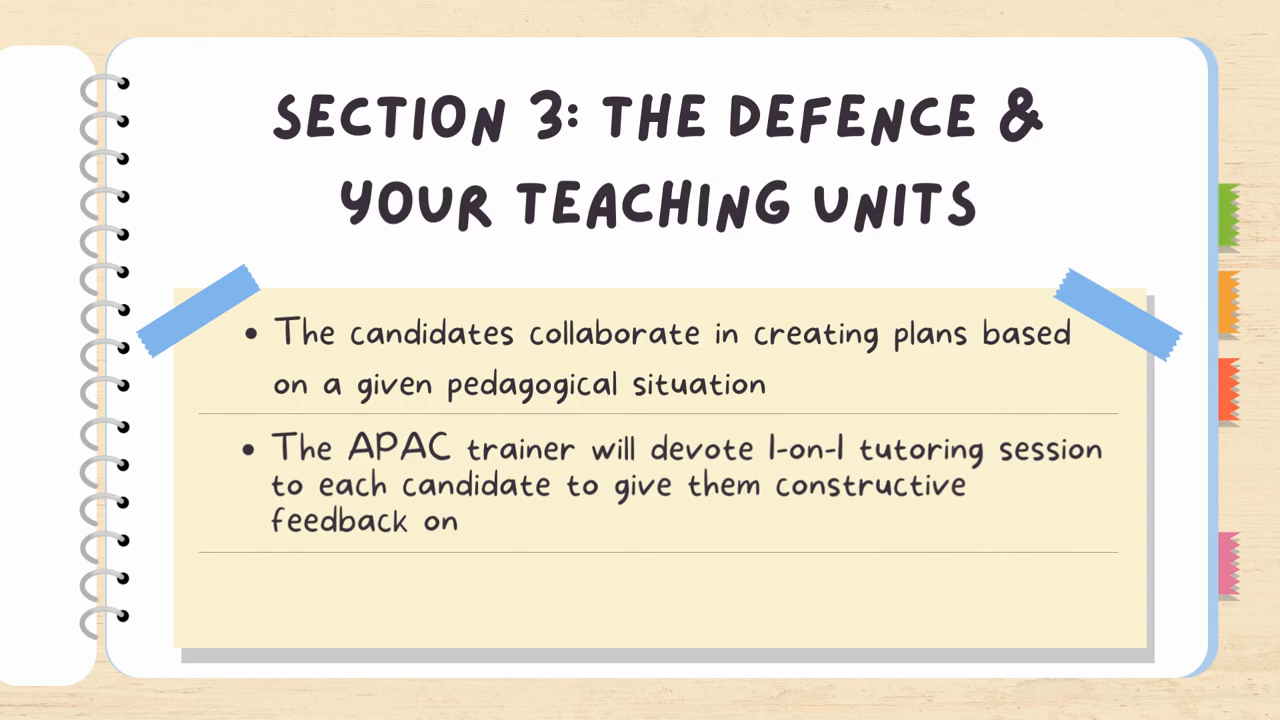 SECTION 3: THE DEFENCE &
YOUR TEACHING UNITS
• The candidates collaborate in creating plans based
on a given pedagogical situation
• The APAC trainer will devote 1-on-1 tutoring session
to each candidate to give them constructive
feedback on